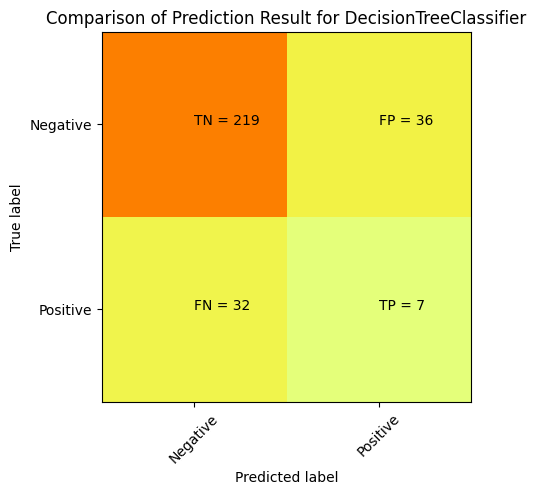 Comparison of Prediction Result for DecisionTreeClassifier
True label
Negative
TN = 219
FP = 36
Positive
FN = 32
TP = 7
Negative
Positive
Predicted label